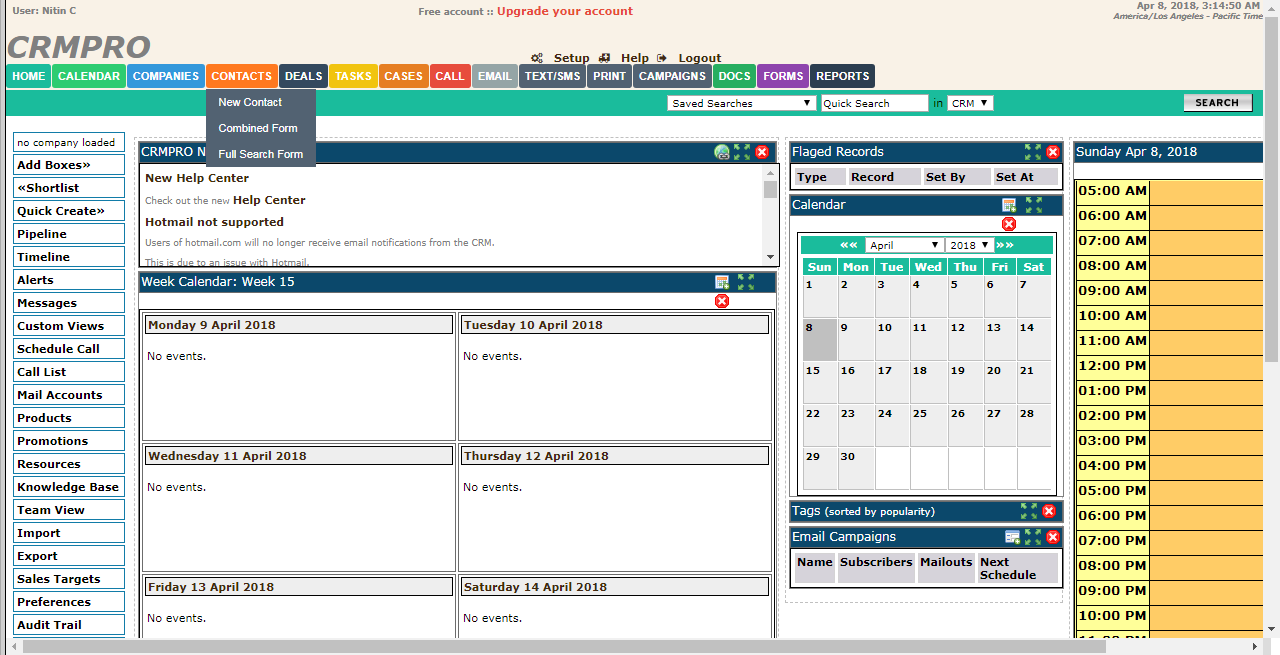 User: Nitin C
Free account :: Upgrade your account
Apr 8, 2018, 3:14:50 AM
America/Los Angeles - Pacific Time
CRMPRO
Setup Help Logout
HOME CALENDAR COMPANIES CONTACTS DEALS TASKS CASES CALL EMAIL TEXT/SMS PRINT CAMPAIGNS DOCS FORMS REPORTS
New Contact
Combined Form
Full Search Form
Saved Searches Quick Search in CRM SEARCH
no company loaded
Add Boxes»
«Shortlist
Quick Create»
Pipeline
Timeline
Alerts
Messages
Custom Views
Schedule Call
Call List
Mail Accounts
Products
Promotions
Resources
Knowledge Base
Team View
Import
Export
Sales Targets
Preferences
Audit Trail
CRMPRO N
New Help Center
Check out the new Help Center
Hotmail not supported
Users of hotmail.com will no longer receive email notifications from the CRM.
This is due to an issue with Hotmail.
Week Calendar: Week 15
Monday 9 April 2018
No events.
Tuesday 10 April 2018
No events.
Wednesday 11 April 2018
No events.
Thursday 12 April 2018
No events.
Friday 13 April 2018
No events.
Saturday 14 April 2018
No events.
Flaged Records
Type Record Set By Set At
Calendar
«« April 2018 »»
Sun Mon Tue Wed Thu Fri Sat
1 2 3 4 5 6 7
8 9 10 11 12 13 14
15 16 17 18 19 20 21
22 23 24 25 26 27 28
29 30
Tags (sorted by popularity)
Email Campaigns
Name Subscribers Mailouts Next Schedule
Sunday Apr 8, 2018
05:00 AM
06:00 AM
07:00 AM
08:00 AM
09:00 AM
10:00 AM
11:00 AM
12:00 PM
01:00 PM
02:00 PM
03:00 PM
04:00 PM
05:00 PM
06:00 PM
07:00 PM
08:00 PM
09:00 PM
10:00 PM